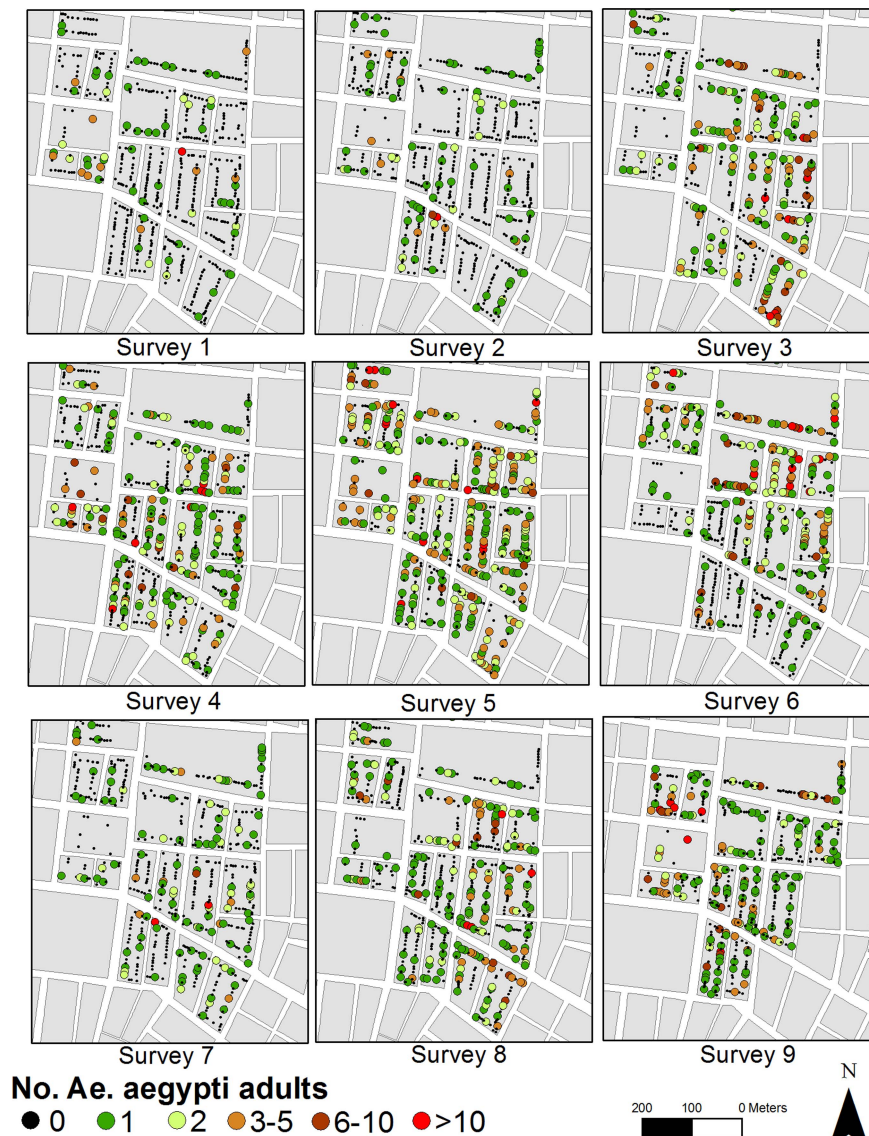 Survey 1 Survey 2 Survey 3
Survey 4 Survey 5 Survey 6
Survey 7 Survey 8 Survey 9
No. Ae. aegypti adults
0 1 2 3-5 6-10 >10
200 100 0 Meters
N